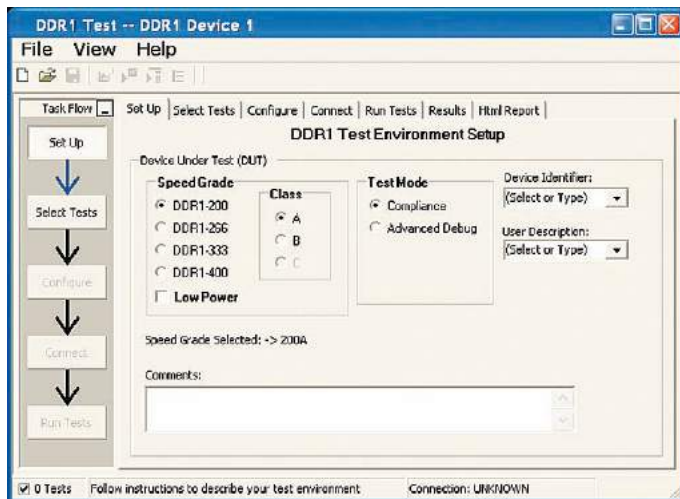 DDR1 Test -- DDR1 Device 1
File View Help
Task Flow
Set Up Select Tests Configure Connect Run Tests Results Html Report
Set Up
Select Tests
Configure
Connect
Run Tests
DDR1 Test Environment Setup
Device Under Test (DUT)
Speed Grade
DDR1-200
DDR1-266
DDR1-333
DDR1-400
Low Power
Class
A
B
C
Test Mode
Compliance
Advanced Debug
Device Identifier:
(Select or Type)
User Description:
(Select or Type)
Speed Grade Selected: -> 200A
Comments:
0 Tests Follow instructions to describe your test environment Connection: UNKNOWN